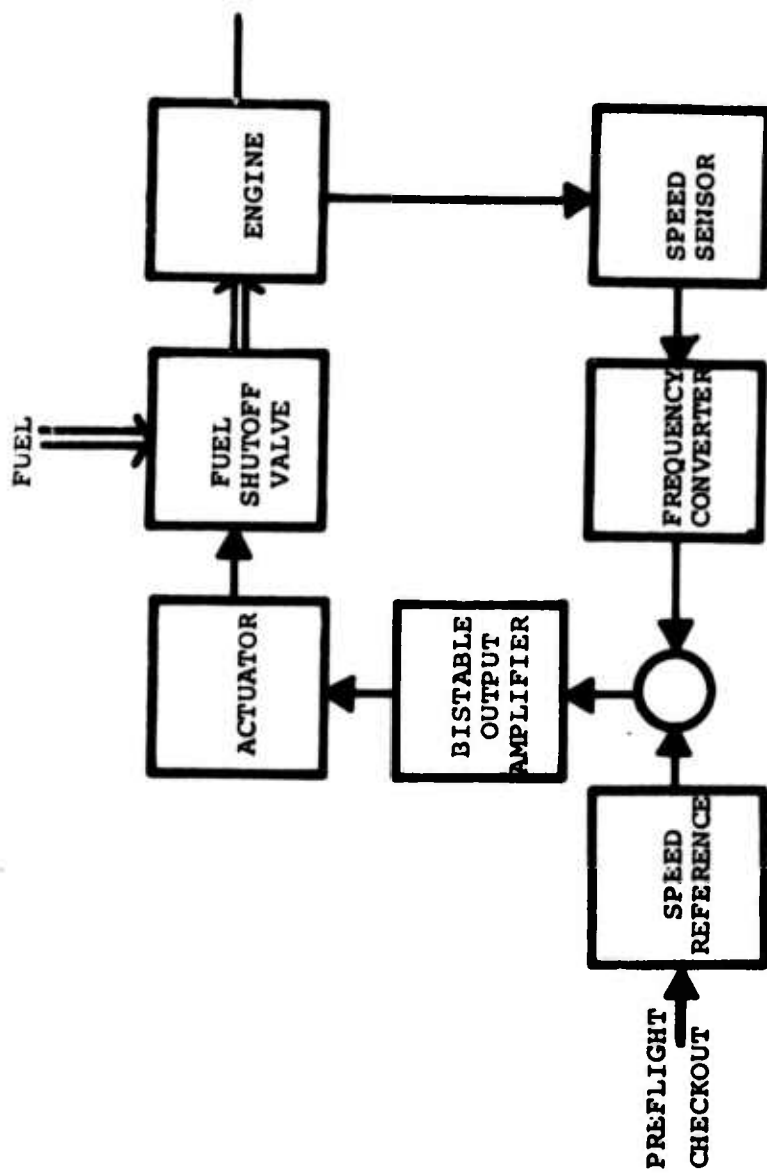 FUEL
FUEL
SHUTOFF
VALVE
ENGINE
ACTUATOR
BISTABLE
OUTPUT
AMPLIFIER
SPEED
SENSOR
FREQUENCY
CONVERTER
SPEED
REFERENCE
PREFLIGHT
CHECKOUT